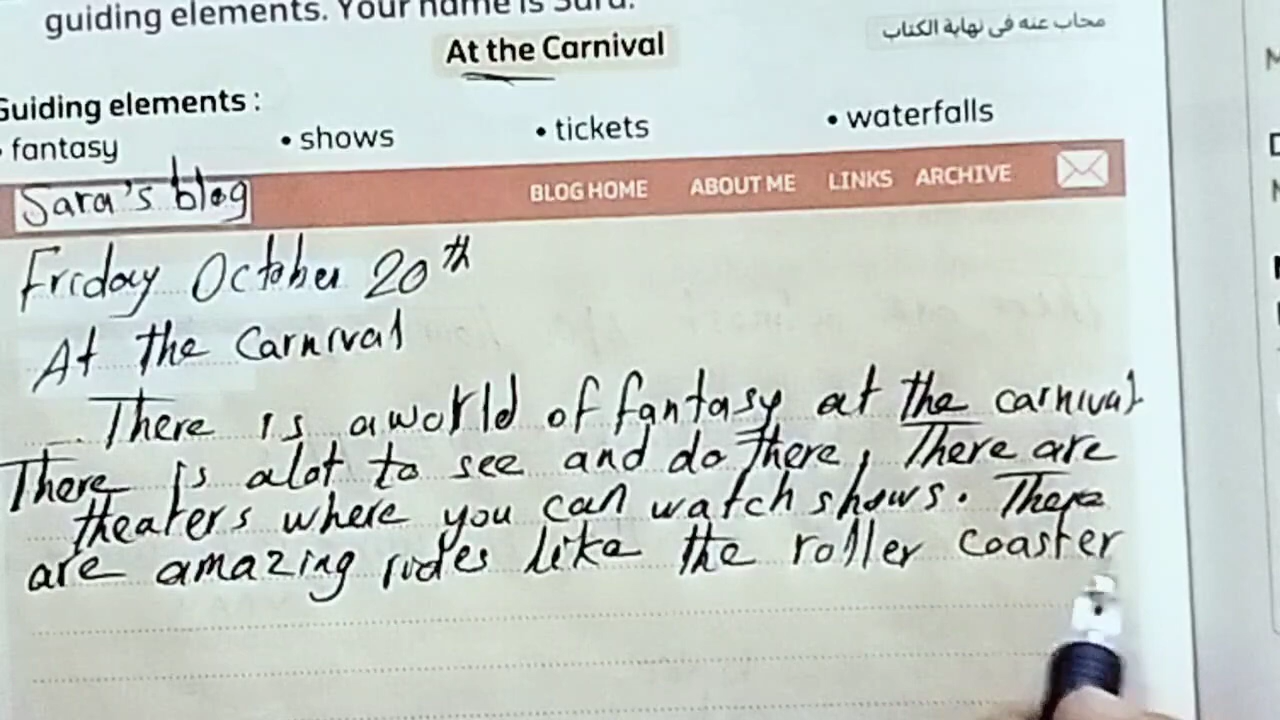 guiding elements. Your name is Sara.
At the Carnival
مجاب عنه فى نهاية الكتاب
Guiding elements :
• fantasy • shows • tickets • waterfalls
Sara's blog BLOG HOME ABOUT ME LINKS ARCHIVE
Friday October 20th
At the Carnival
There is a world of fantasy at the carnival
There is alot to see and do there, There are
theaters where you can watch shows. There
are amazing rides like the roller coaster